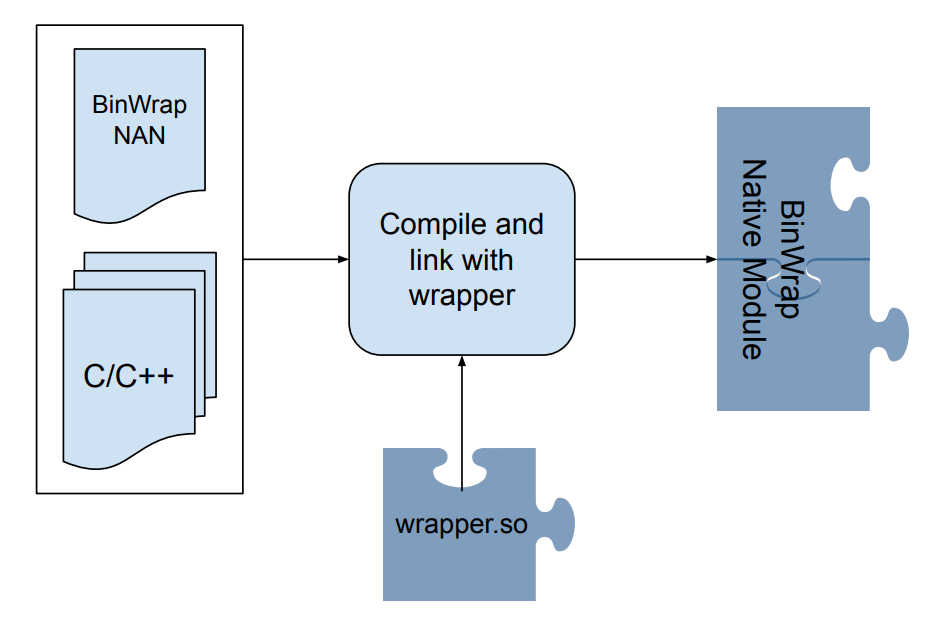 BinWrap
NAN
C/C++
Compile and
link with
wrapper
wrapper.so
BinWrap
Native Module